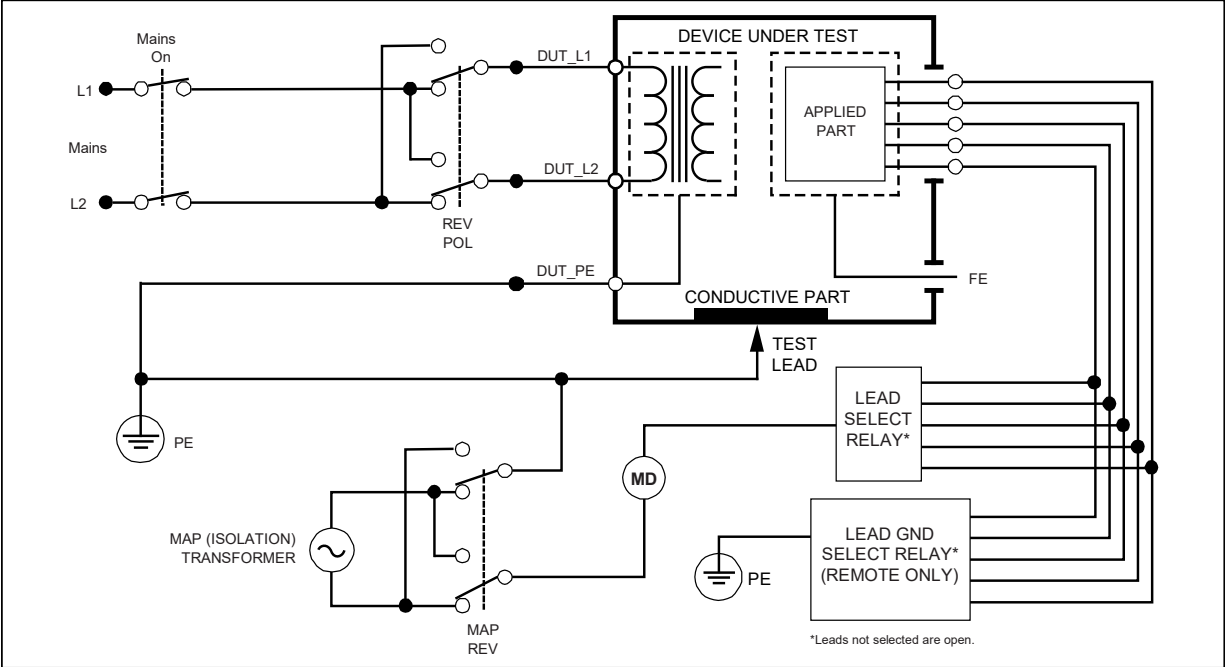 Mains
On
L1
Mains
L2
REV
POL
DUT_L1
DUT_L2
DUT_PE
DEVICE UNDER TEST
APPLIED
PART
FE
CONDUCTIVE PART
TEST
LEAD
PE
MAP (ISOLATION)
TRANSFORMER
MAP
REV
MD
LEAD
SELECT
RELAY*
LEAD GND
SELECT RELAY*
(REMOTE ONLY)
PE
*Leads not selected are open.